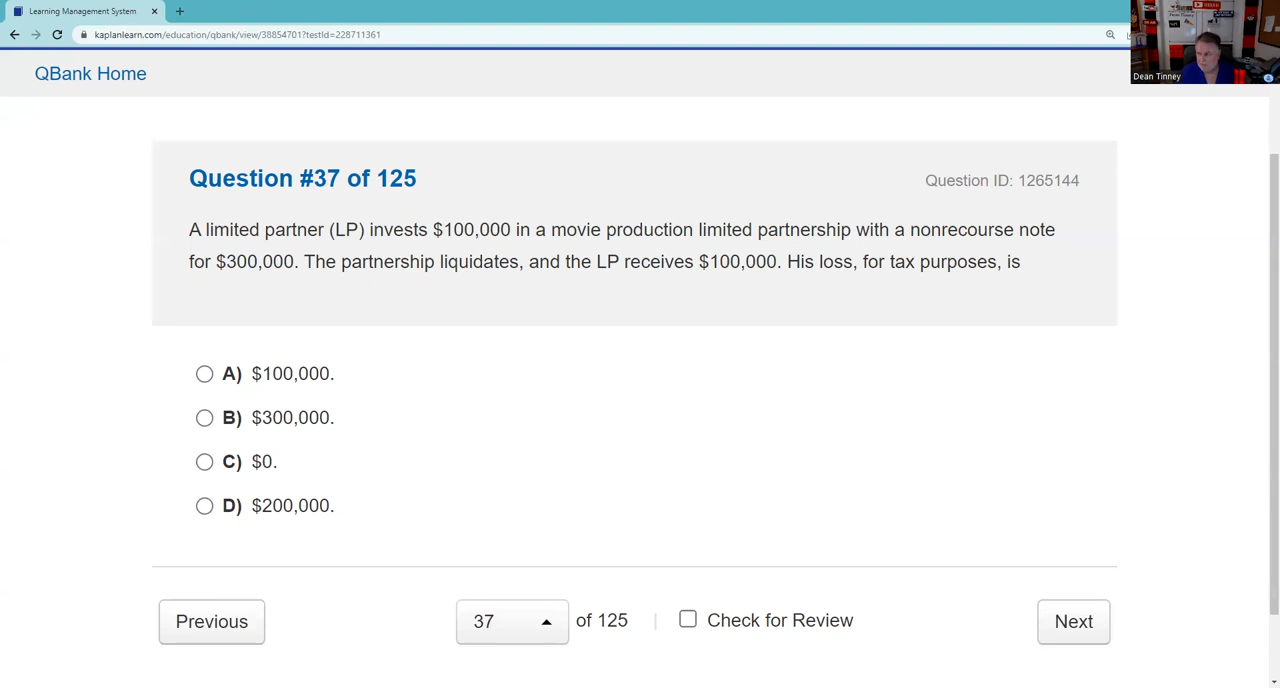 Learning Management System
kaplanlearn.com/education/qbank/view/38854701?testId=228711361
Dean Tinney
QBank Home
Question #37 of 125
Question ID: 1265144
A limited partner (LP) invests $100,000 in a movie production limited partnership with a nonrecourse note
for $300,000. The partnership liquidates, and the LP receives $100,000. His loss, for tax purposes, is
A) $100,000.
B) $300,000.
C) $0.
D) $200,000.
Previous
37
of 125
Check for Review
Next